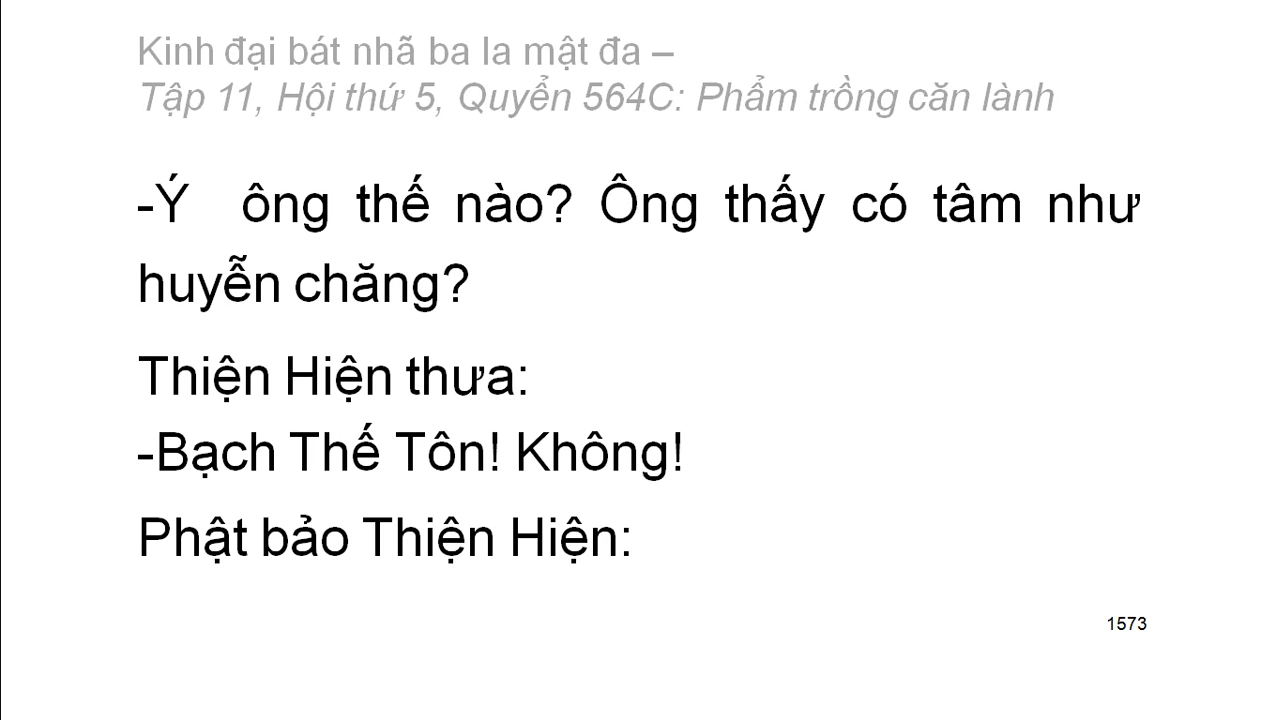 Kinh đại bát nhã ba la mật đa –
Tập 11, Hội thứ 5, Quyển 564C: Phẩm trồng căn lành
-Ý ông thế nào? Ông thấy có tâm như
huyễn chăng?
Thiện Hiện thưa:
-Bạch Thế Tôn! Không!
Phật bảo Thiện Hiện:
1573